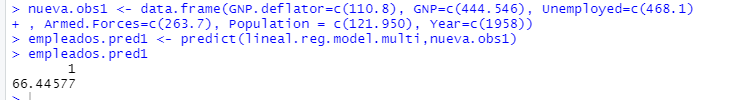 > nueva.obs1 <- data.frame(GNP.deflator=c(110.8), GNP=c(444.546), Unemployed=c(468.1)
+ , Armed.Forces=c(263.7), Population = c(121.950), Year=c(1958))
> empleados.pred1 <- predict(lineal.reg.model.multi,nueva.obs1)
> empleados.pred1
1
66.44577
>